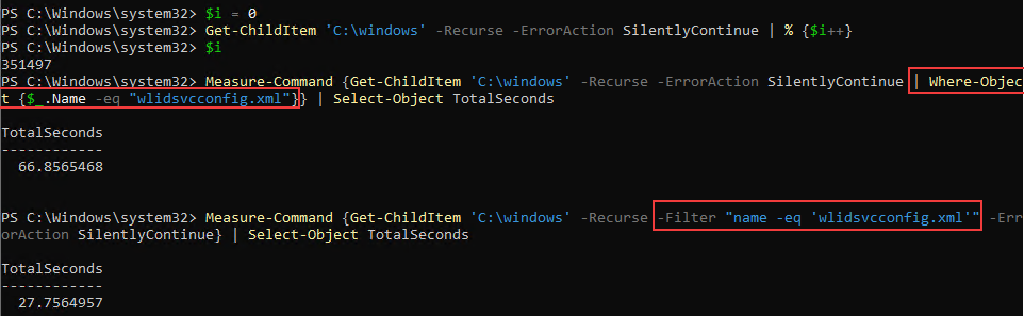 PS C:\Windows\system32> $i = 0
PS C:\Windows\system32> Get-ChildItem 'C:\windows' -Recurse -ErrorAction SilentlyContinue | % {$i++}
PS C:\Windows\system32> $i
351497
PS C:\Windows\system32> Measure-Command {Get-ChildItem 'C:\windows' -Recurse -ErrorAction SilentlyContinue | Where-Objec
t {$_.Name -eq "wlidsvcconfig.xml"}} | Select-Object TotalSeconds
TotalSeconds
------------
66.8565468
PS C:\Windows\system32> Measure-Command {Get-ChildItem 'C:\windows' -Recurse -Filter "name -eq 'wlidsvcconfig.xml'" -Err
orAction SilentlyContinue} | Select-Object TotalSeconds
TotalSeconds
------------
27.7564957